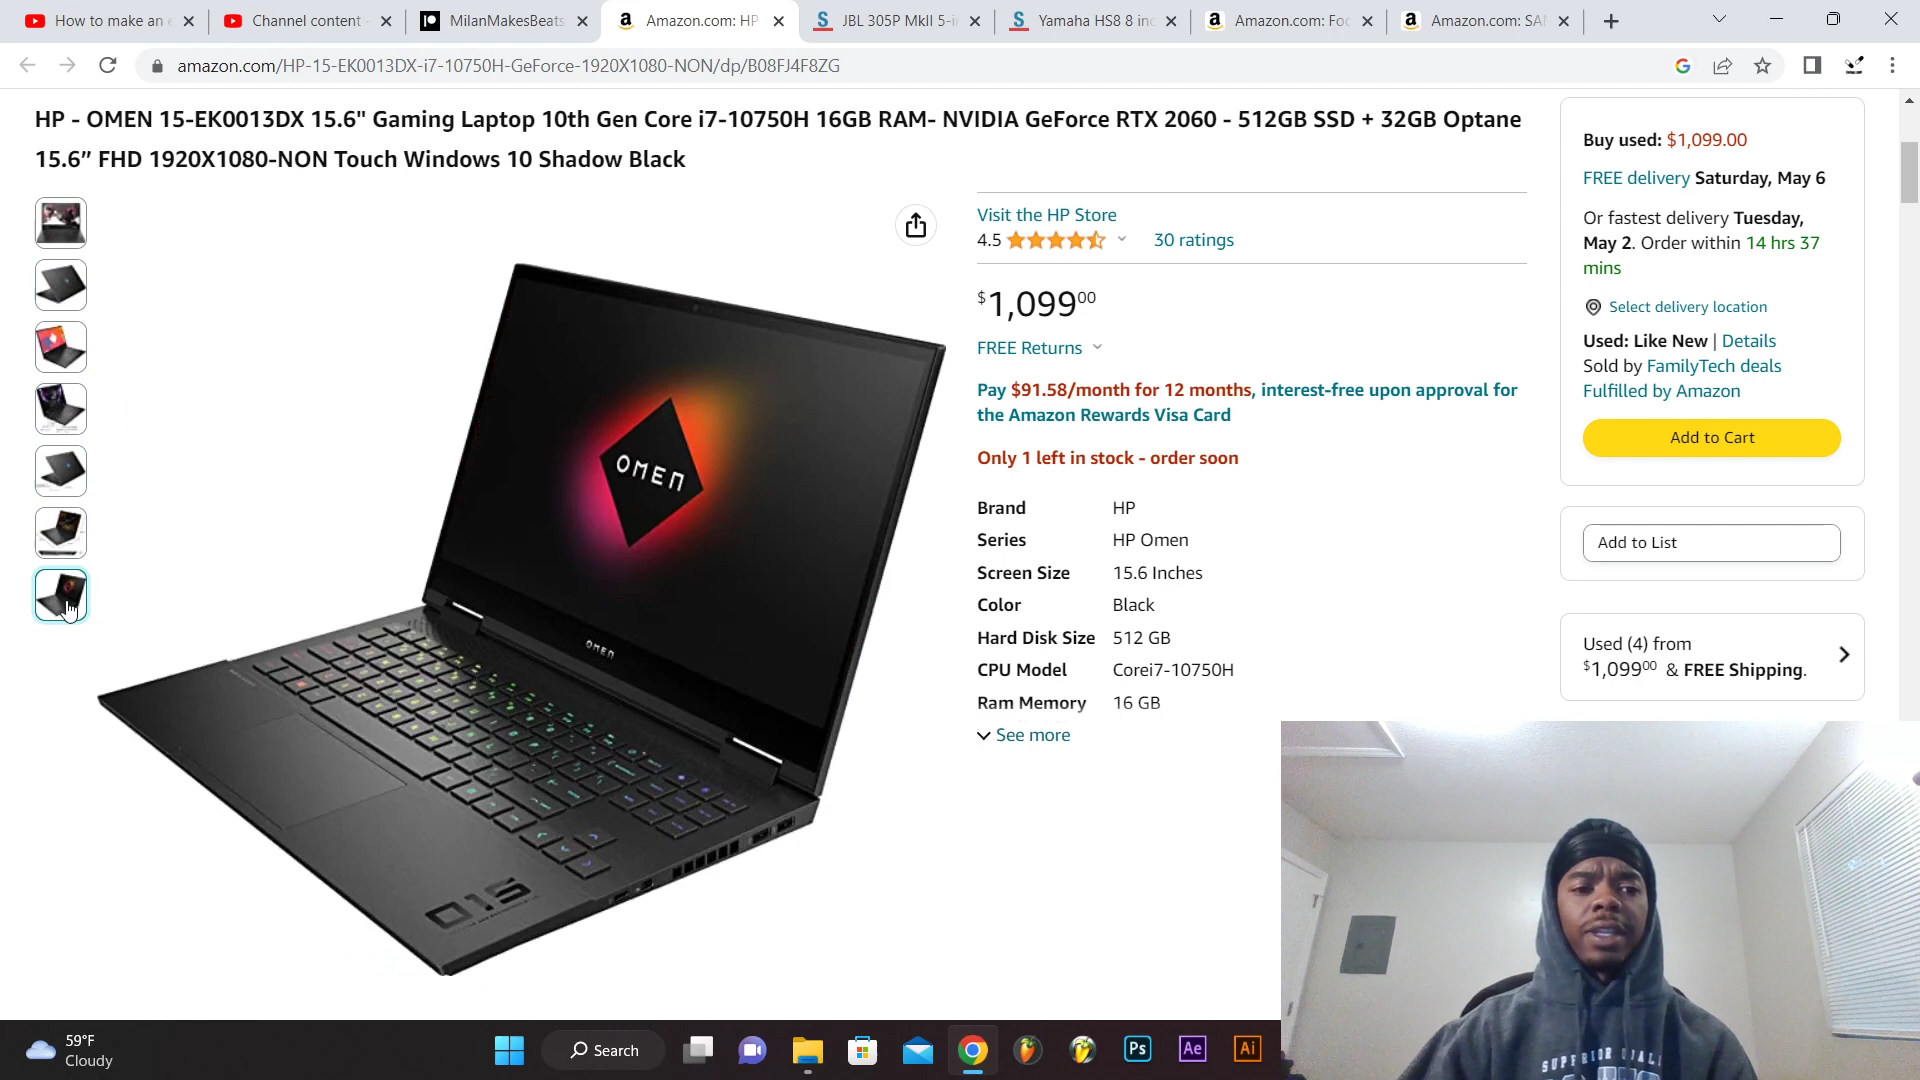 How to make an e
Channel content -
MilanMakesBeats
Amazon.com: HP
JBL 305P MkII 5-i
Yamaha HS8 8 inc
Amazon.com: Foc
Amazon.com: SAM
amazon.com/HP-15-EK0013DX-i7-10750H-GeForce-1920X1080-NON/dp/B08FJ4F8ZG
HP - OMEN 15-EK0013DX 15.6" Gaming Laptop 10th Gen Core i7-10750H 16GB RAM- NVIDIA GeForce RTX 2060 - 512GB SSD + 32GB Optane
15.6” FHD 1920X1080-NON Touch Windows 10 Shadow Black
OMEN
OMEN
015
Visit the HP Store
4.5
30 ratings
$1,09900
FREE Returns
Pay $91.58/month for 12 months, interest-free upon approval for
the Amazon Rewards Visa Card
Only 1 left in stock - order soon
Brand HP
Series HP Omen
Screen Size 15.6 Inches
Color Black
Hard Disk Size 512 GB
CPU Model Corei7-10750H
Ram Memory 16 GB
See more
Buy used: $1,099.00
FREE delivery Saturday, May 6
Or fastest delivery Tuesday,
May 2. Order within 14 hrs 37
mins
Select delivery location
Used: Like New | Details
Sold by FamilyTech deals
Fulfilled by Amazon
Add to Cart
Add to List
Used (4) from
$1,09900 & FREE Shipping.
59°F
Cloudy
Search
Ps
Ae
Ai